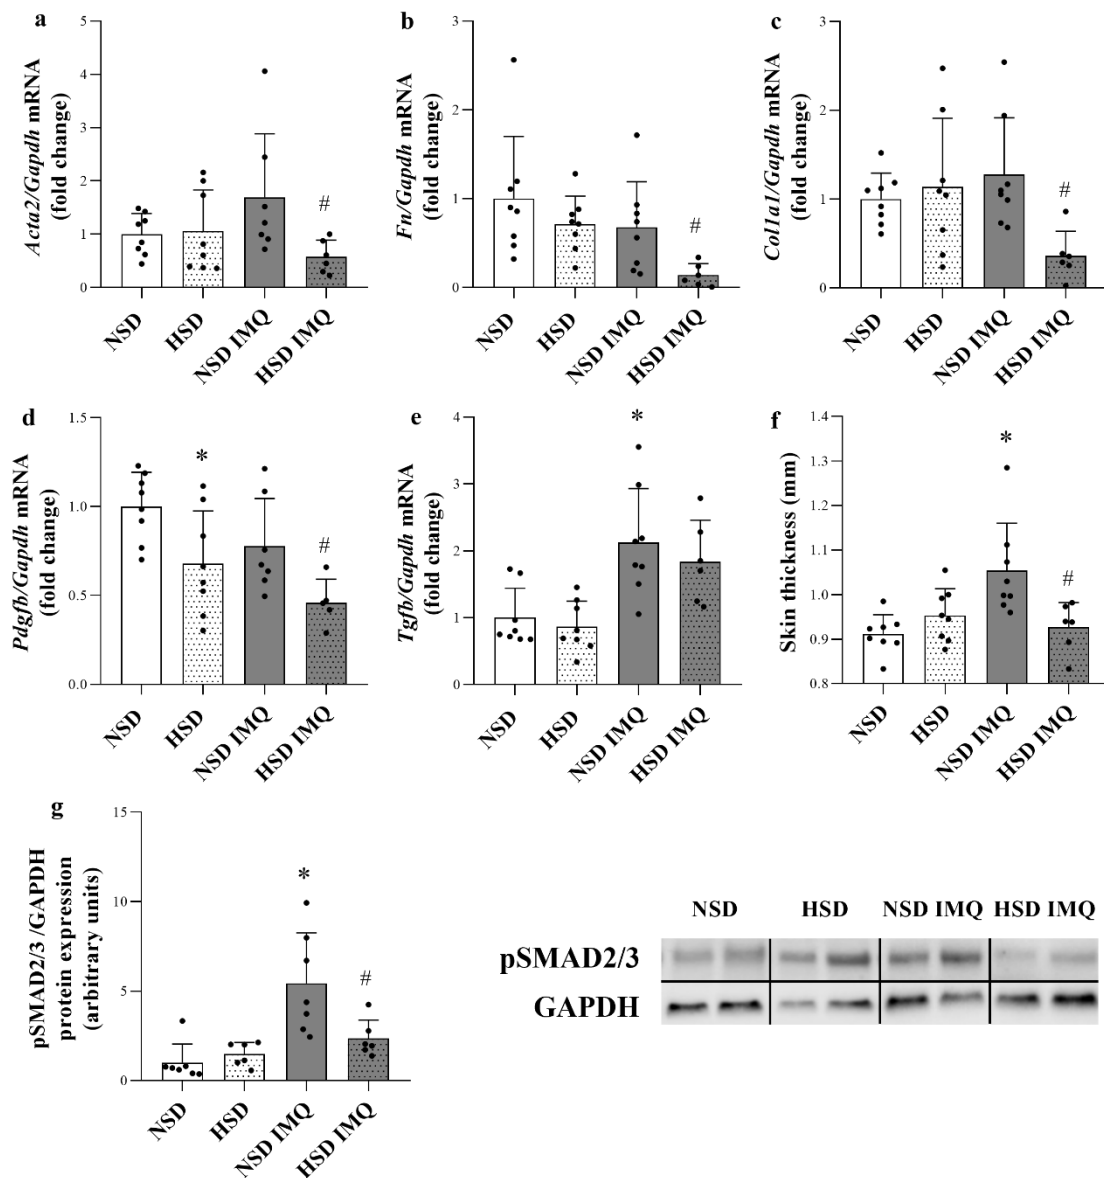 a
Acta2/Gapdh mRNA
(fold change)
5
4
3
2
1
0
#
NSD
HSD
NSD IMQ
HSD IMQ
b
Fn/Gapdh mRNA
(fold change)
3
2
1
0
#
NSD
HSD
NSD IMQ
HSD IMQ
c
Col1a1/Gapdh mRNA
(fold change)
3
2
1
0
#
NSD
HSD
NSD IMQ
HSD IMQ
d
Pdgfb/Gapdh mRNA
(fold change)
1.5
1.0
0.5
0.0
*
#
NSD
HSD
NSD IMQ
HSD IMQ
e
Tgfb/Gapdh mRNA
(fold change)
4
3
2
1
0
*
NSD
HSD
NSD IMQ
HSD IMQ
f
Skin thickness (mm)
1.4
1.3
1.2
1.1
1.0
0.9
0.8
*
#
NSD
HSD
NSD IMQ
HSD IMQ
g
pSMAD2/3 /GAPDH
protein expression
(arbitrary units)
15
10
5
0
*
#
NSD
HSD
NSD IMQ
HSD IMQ
NSD HSD NSD IMQ HSD IMQ
pSMAD2/3
GAPDH